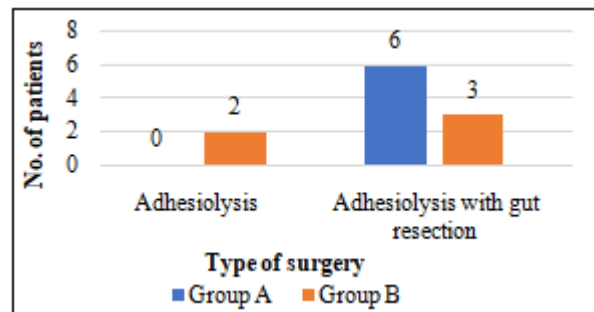 No. of patients
8
6
4
2
0
0
2
6
3
Adhesiolysis
Adhesiolysis with gut
resection
Type of surgery
Group A Group B